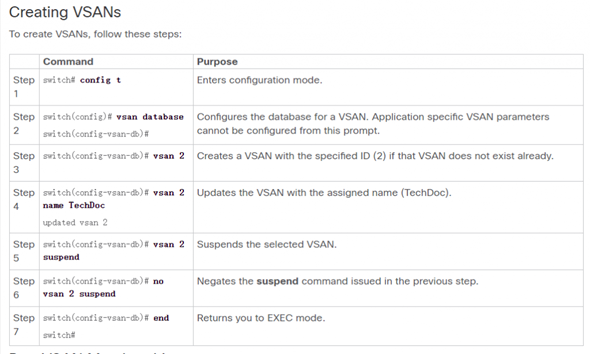 Creating VSANs
To create VSANs, follow these steps:
Command Purpose
Step 1 switch# config t Enters configuration mode.
Step 2 switch(config)# vsan database
switch(config-vsan-db)#
Configures the database for a VSAN. Application specific VSAN parameters
cannot be configured from this prompt.
Step 3 switch(config-vsan-db)# vsan 2 Creates a VSAN with the specified ID (2) if that VSAN does not exist already.
Step 4 switch(config-vsan-db)# vsan 2
name TechDoc
updated vsan 2
Updates the VSAN with the assigned name (TechDoc).
Step 5 switch(config-vsan-db)# vsan 2
suspend
Suspends the selected VSAN.
Step 6 switch(config-vsan-db)# no
vsan 2 suspend
Negates the suspend command issued in the previous step.
Step 7 switch(config-vsan-db)# end
switch#
Returns you to EXEC mode.